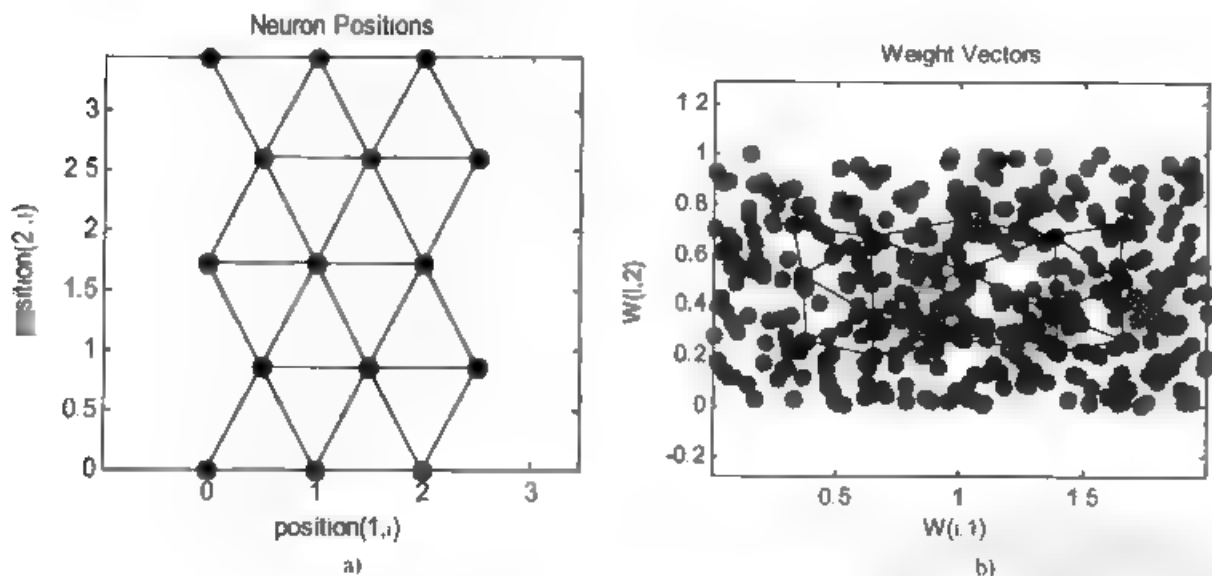 Neuron Positions
3
2 5
2
1.5
1
0.5
0
sition(2,i)
0 1 2 3
position(1,i)
a)
Weight Vectors
1 2
1
0.8
0.6
0.4
0.2
0
-0.2
W(i,2)
0.5 1 1 5
W(i,1)
b)